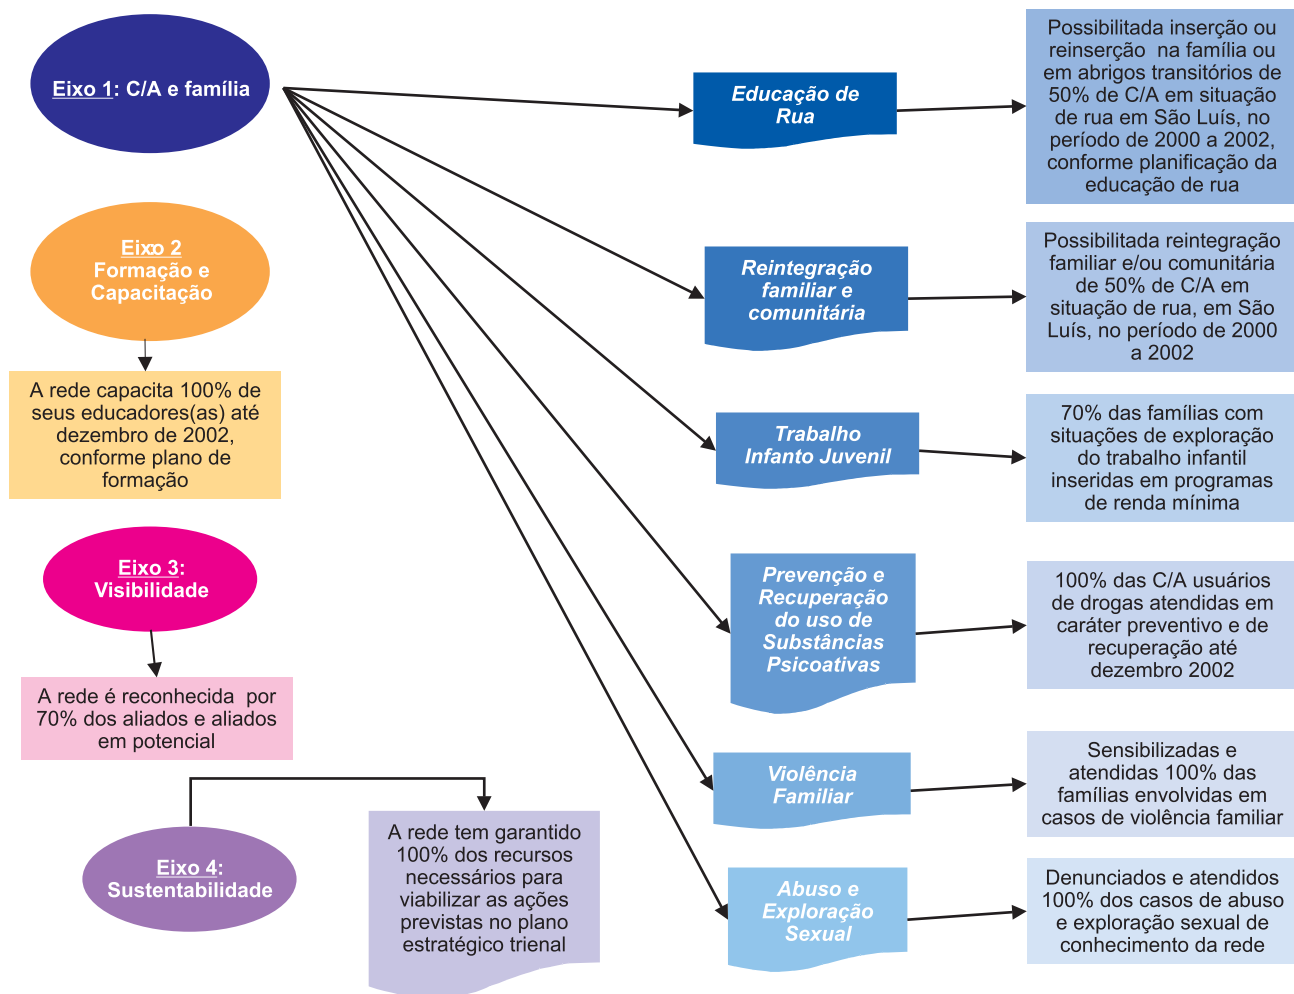 Eixo 1: C/A e família
Educação de
Rua
Possibilitada inserção ou
reinserção na família ou
em abrigos transitórios de
50% de C/A em situação
de rua em São Luís, no
período de 2000 a 2002,
conforme planificação da
educação de rua
Eixo 2
Formação e
Capacitação
A rede capacita 100% de
seus educadores(as) até
dezembro de 2002,
conforme plano de
formação
Reintegração
familiar e
comunitária
Possibilitada reintegração
familiar e/ou comunitária
de 50% de C/A em
situação de rua, em São
Luís, no período de 2000
a 2002
Trabalho
Infanto Juvenil
70% das famílias com
situações de exploração
do trabalho infantil
inseridas em programas
de renda mínima
Eixo 3:
Visibilidade
A rede é reconhecida por
70% dos aliados e aliados
em potencial
Prevenção e
Recuperação
do uso de
Substâncias
Psicoativas
100% das C/A usuários
de drogas atendidas em
caráter preventivo e de
recuperação até
dezembro 2002
Violência
Familiar
Sensibilizadas e
atendidas 100% das
famílias envolvidas em
casos de violência familiar
Eixo 4:
Sustentabilidade
A rede tem garantido
100% dos recursos
necessários para
viabilizar as ações
previstas no plano
estratégico trienal
Abuso e
Exploração
Sexual
Denunciados e atendidos
100% dos casos de abuso
e exploração sexual de
conhecimento da rede